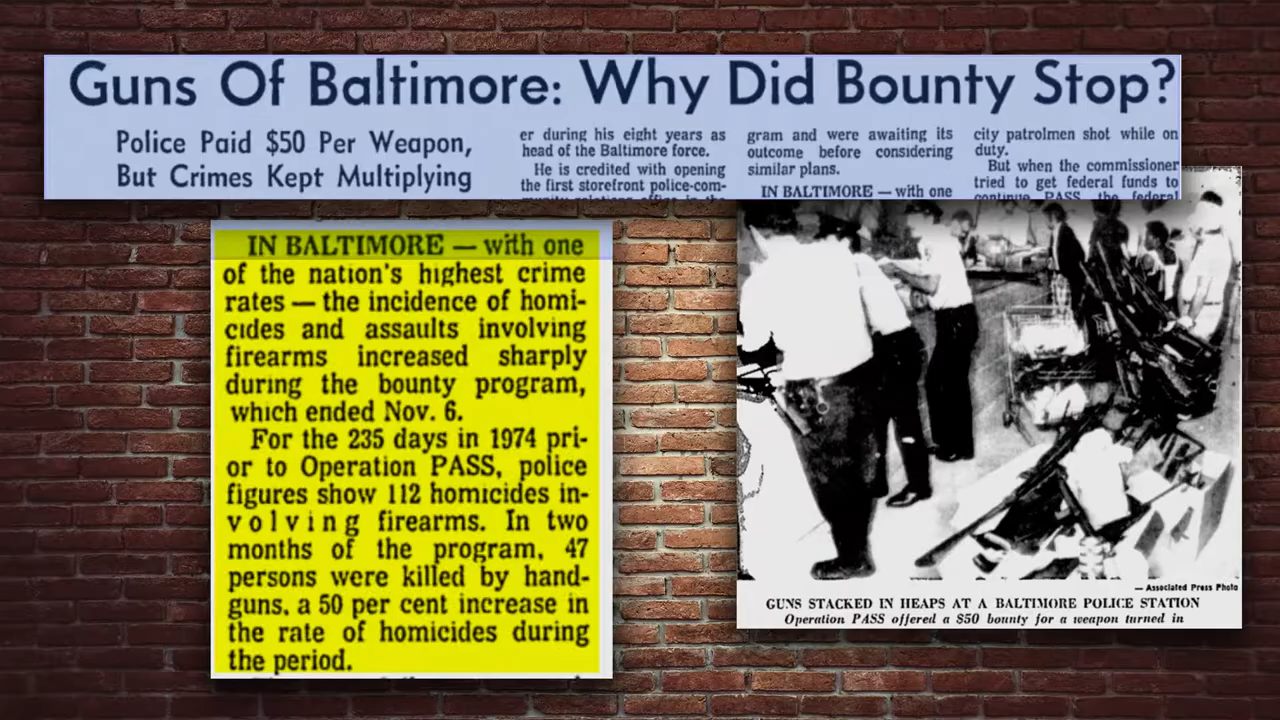 Guns Of Baltimore: Why Did Bounty Stop?
Police Paid $50 Per Weapon,
But Crimes Kept Multiplying
er during his eight years as
head of the Baltimore force.
He is credited with opening
the first storefront police-com-
gram and were awaiting its
outcome before considering
similar plans.
IN BALTIMORE — with one
city patrolmen shot while on
duty.
But when the commissioner
tried to get federal funds to
continue PASS, the federal
IN BALTIMORE — with one
of the nation's highest crime
rates — the incidence of homi-
cides and assaults involving
firearms increased sharply
during the bounty program,
which ended Nov. 6.
For the 235 days in 1974 pri-
or to Operation PASS, police
figures show 112 homicides in-
volving firearms. In two
months of the program, 47
persons were killed by hand-
guns, a 50 per cent increase in
the rate of homicides during
the period.
— Associated Press Photo
GUNS STACKED IN HEAPS AT A BALTIMORE POLICE STATION
Operation PASS offered a $50 bounty for a weapon turned in